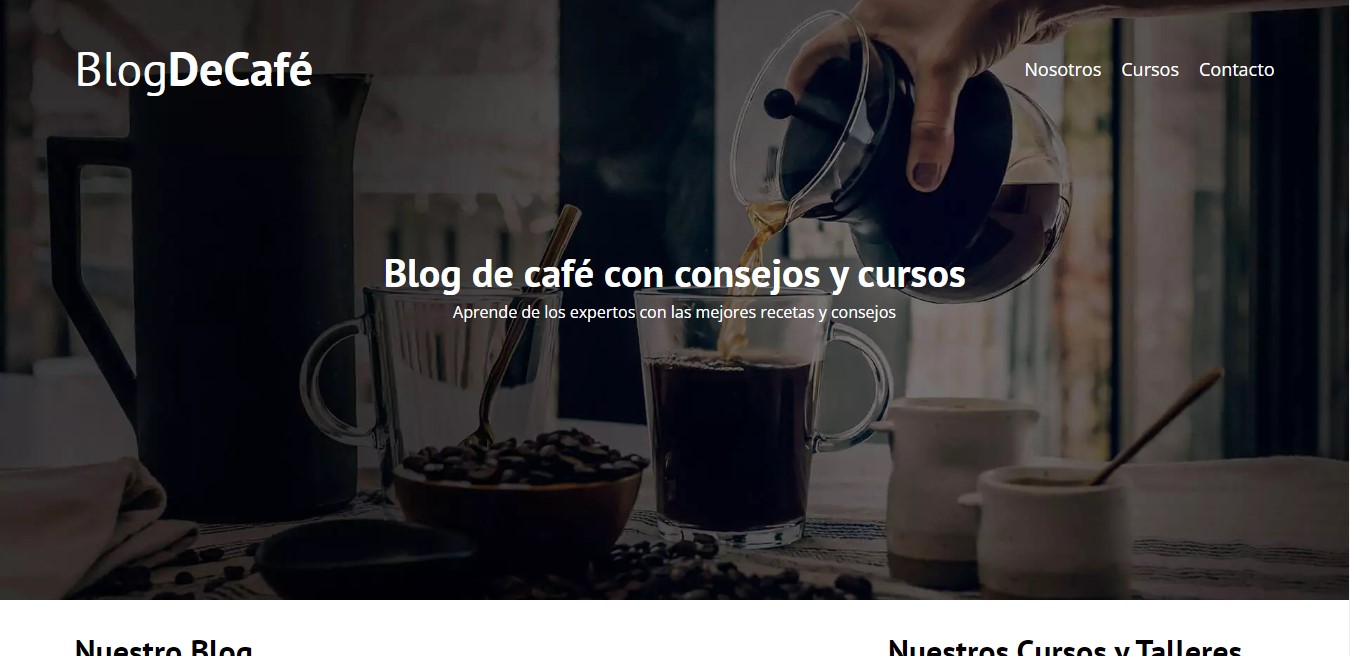 BlogDeCafé
Nosotros Cursos Contacto
Blog de café con consejos y cursos
Aprende de los expertos con las mejores recetas y consejos
Nuestro Blog
Nuestros Cursos y Talleres